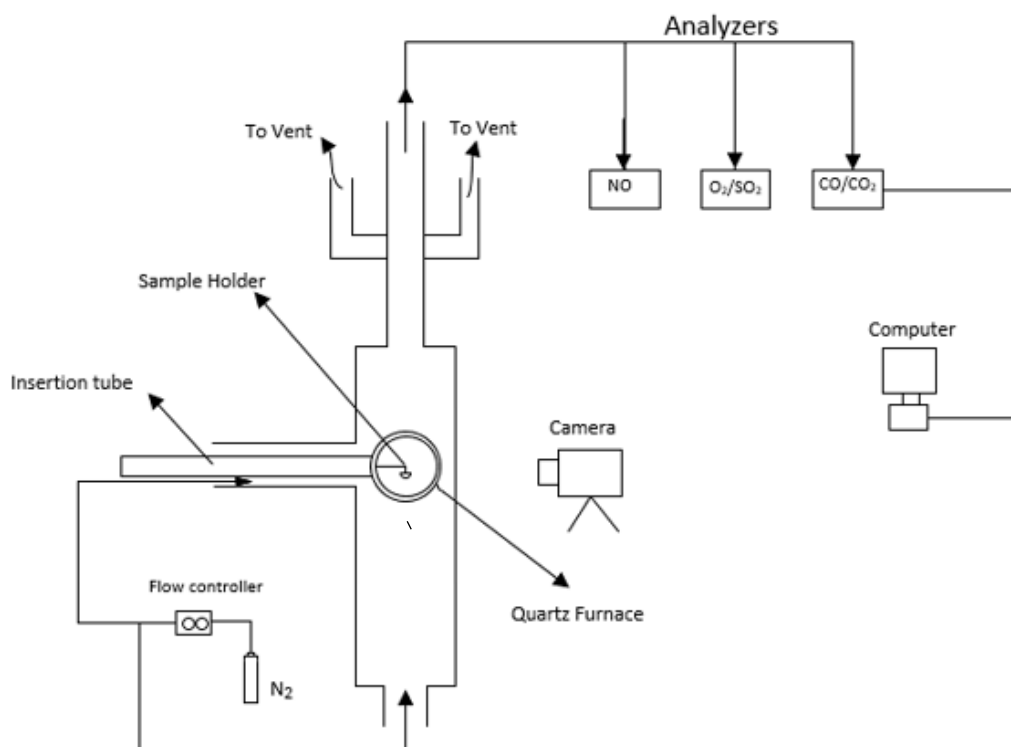 Analyzers
To Vent
To Vent
NO
O₂/SO₂
CO/CO₂
Sample Holder
Computer
Insertion tube
Camera
Flow controller
Quartz Furnace
N₂